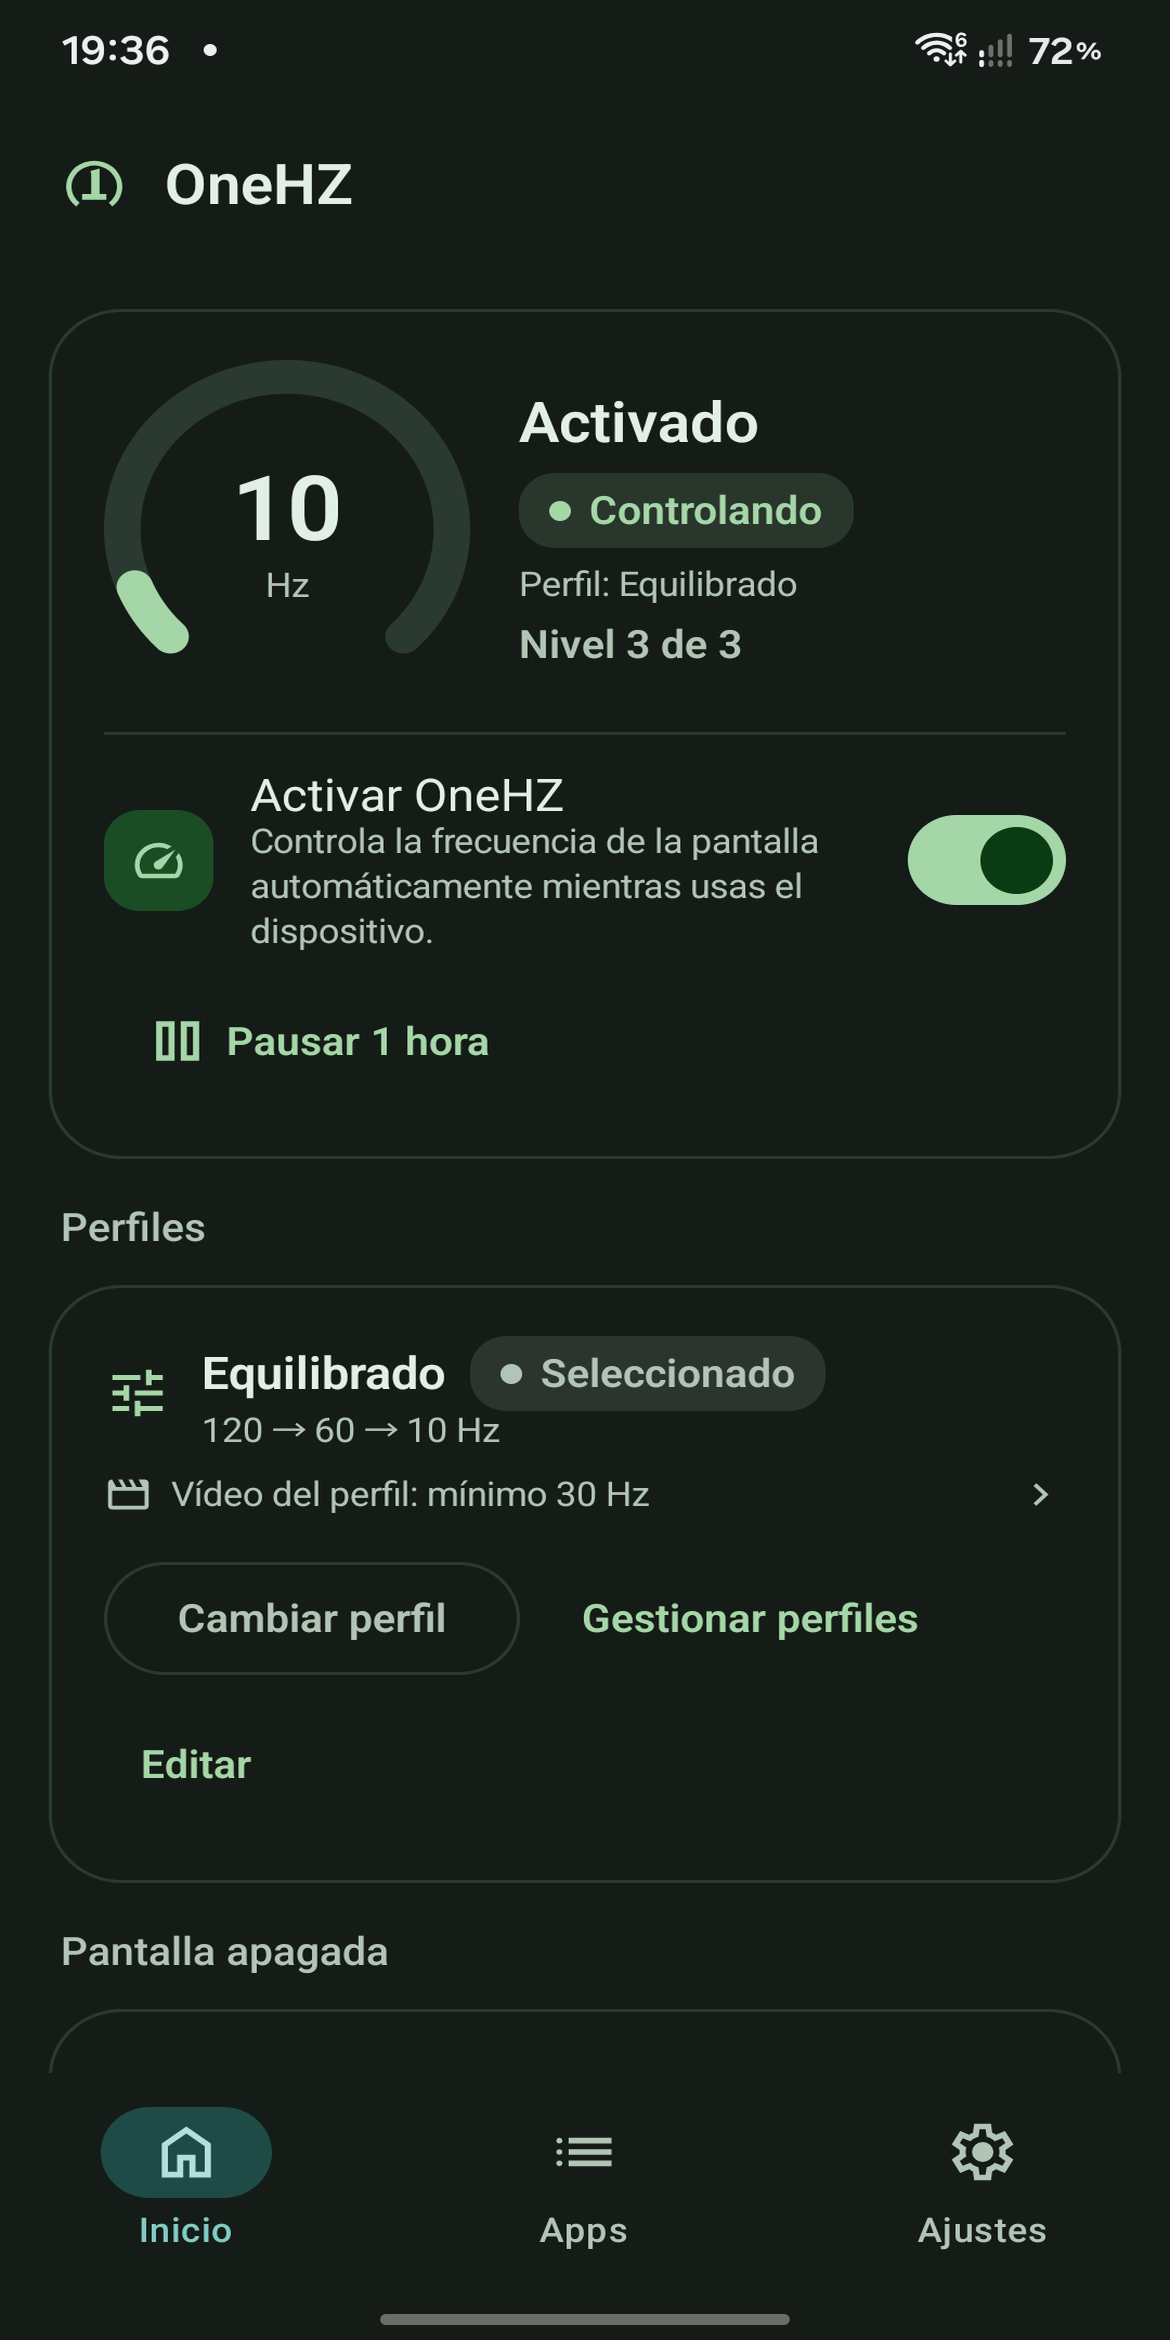 19:36
6
72%
OneHZ
10
Hz
Activado
Controlando
Perfil: Equilibrado
Nivel 3 de 3
Activar OneHZ
Controla la frecuencia de la pantalla
automáticamente mientras usas el
dispositivo.
Pausar 1 hora
Perfiles
Equilibrado
Seleccionado
120 → 60 → 10 Hz
Vídeo del perfil: mínimo 30 Hz
Cambiar perfil
Gestionar perfiles
Editar
Pantalla apagada
Inicio
Apps
Ajustes